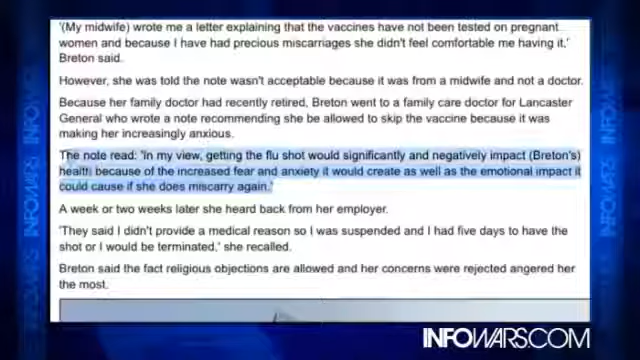 '(My midwife) wrote me a letter explaining that the vaccines have not been tested on pregnant
women and because I have had precious miscarriages she didn't feel comfortable me having it,'
Breton said.
However, she was told the note wasn't acceptable because it was from a midwife and not a doctor.
Because her family doctor had recently retired, Breton went to a family care doctor for Lancaster
General who wrote a note recommending she be allowed to skip the vaccine because it was
making her increasingly anxious.
The note read: 'In my view, getting the flu shot would significantly and negatively impact (Breton's)
health because of the increased fear and anxiety it would create as well as the emotional impact it
could cause if she does miscarry again.'
A week or two weeks later she heard back from her employer.
'They said I didn't provide a medical reason so I was suspended and I had five days to have the
shot or I would be terminated,' she recalled.
Breton said the fact religious objections are allowed and her concerns were rejected angered her
the most.
INFOWARS.COM